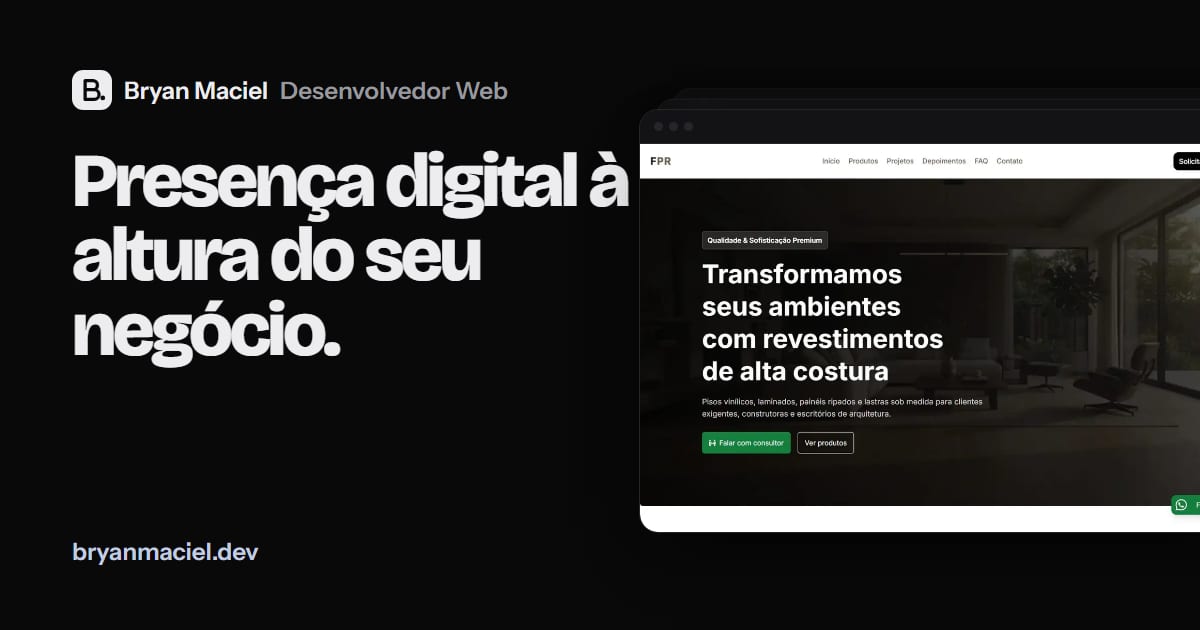 B. Bryan Maciel Desenvolvedor Web
Presença digital à
altura do seu
negócio.
bryanmaciel.dev
FPR Início Produtos Projetos Depoimentos FAQ Contato
Qualidade & Sofisticação Premium
Transformamos
seus ambientes
com revestimentos
de alta costura
Pisos vinílicos, laminados, painéis ripados e lastras sob medida para clientes
exigentes, construtoras e escritórios de arquitetura.
Falar com consultor Ver produtos